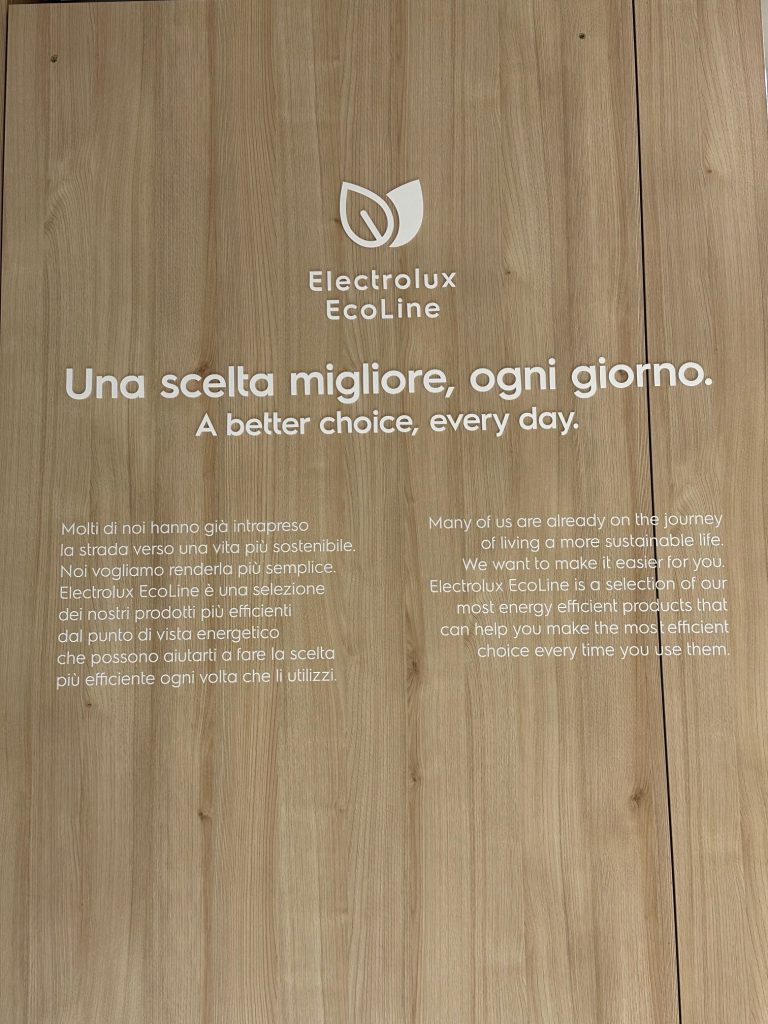 Electrolux
EcoLine
Una scelta migliore, ogni giorno.
A better choice, every day.
Molti di noi hanno già intrapreso
la strada verso una vita più sostenibile.
Noi vogliamo renderla più semplice.
Electrolux EcoLine è una selezione
dei nostri prodotti più efficienti
dal punto di vista energetico
che possono aiutarti a fare la scelta
più efficiente ogni volta che li utilizzi.
Many of us are already on the journey
of living a more sustainable life.
We want to make it easier for you.
Electrolux EcoLine is a selection of our
most energy efficient products that
can help you make the most efficient
choice every time you use them.